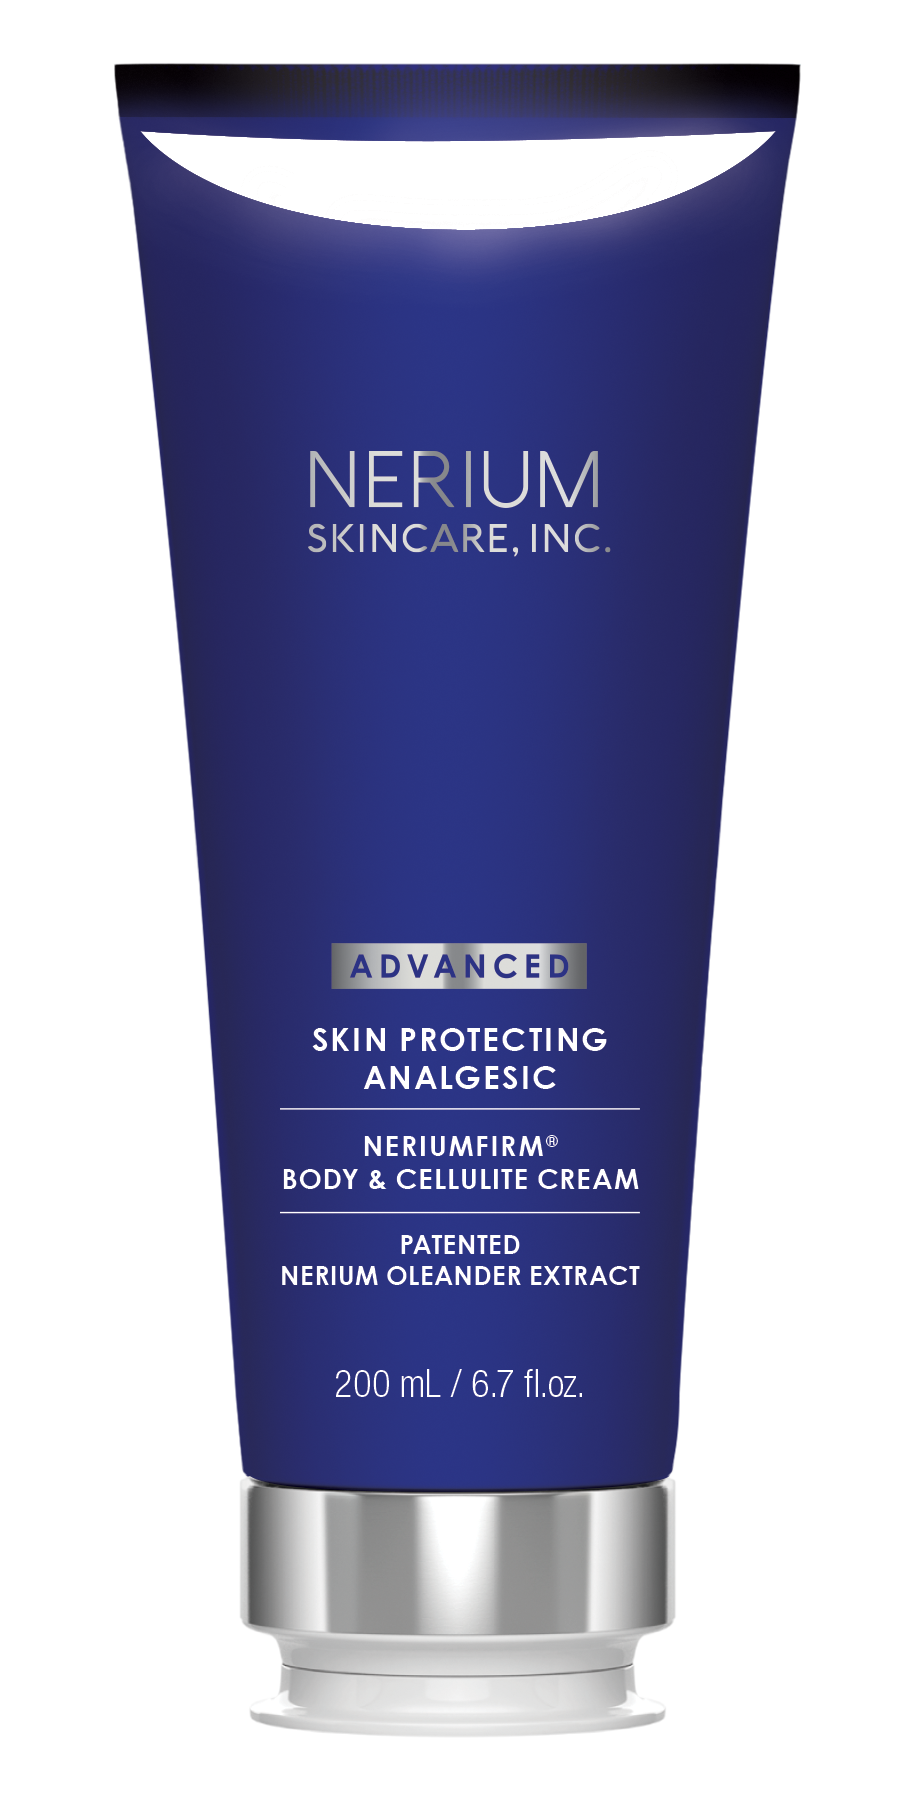 NERIUM
SKINCARE, INC.
ADVANCED
SKIN PROTECTING
ANALGESIC
NERIUMFIRM®
BODY & CELLULITE CREAM
PATENTED
NERIUM OLEANDER EXTRACT
200 mL / 6.7 fl.oz.